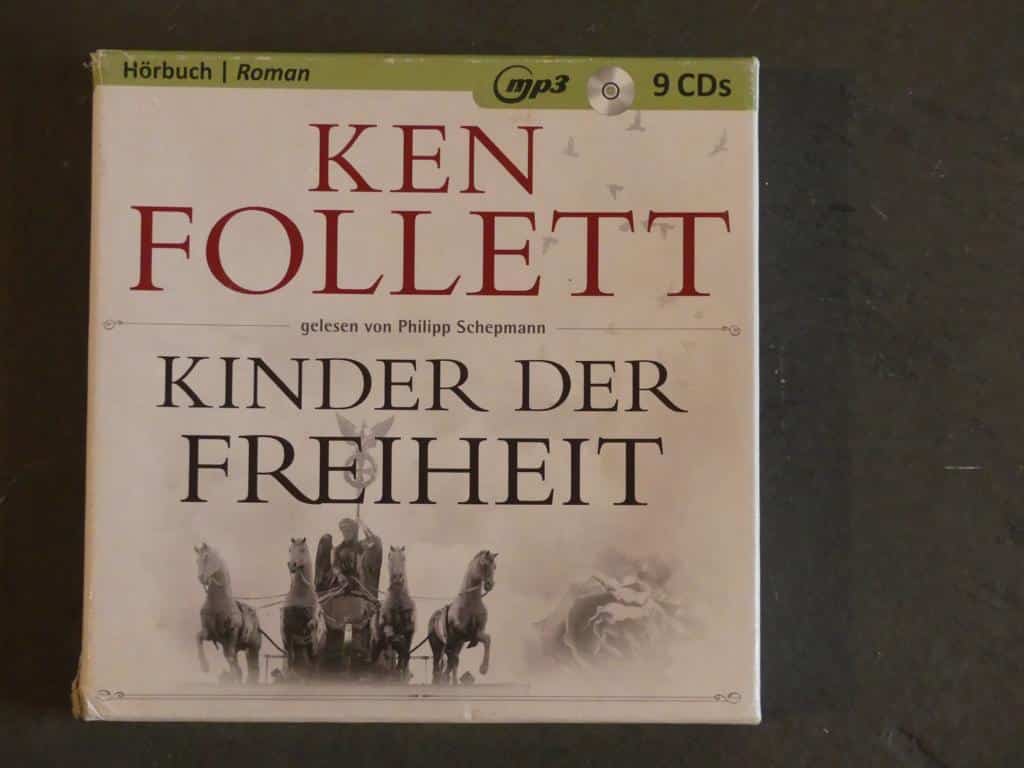 Hörbuch | Roman
mp3 9 CDs
KEN
FOLLETT
gelesen von Philipp Schepmann
KINDER DER
FREIHEIT